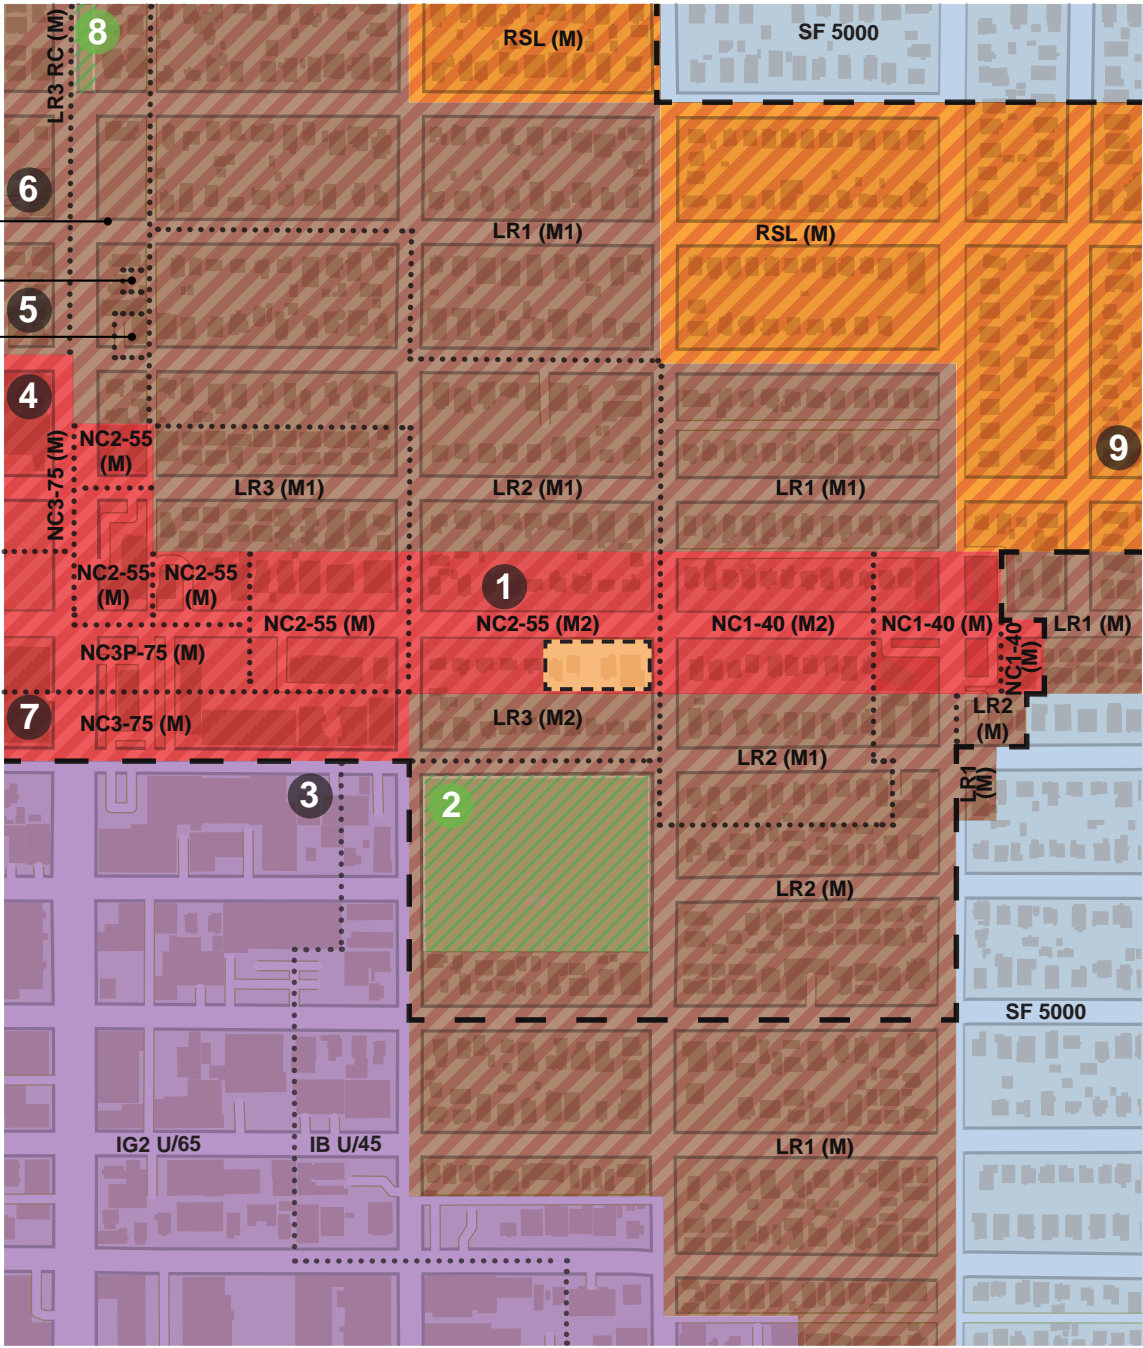 8
LR3 RC (M)
RSL (M)
SF 5000
6
LR1 (M1)
RSL (M)
5
4
NC2-55
(M)
NC3-75 (M)
9
LR3 (M1)
LR2 (M1)
LR1 (M1)
NC2-55
(M)
NC2-55
(M)
1
NC2-55 (M)
NC2-55 (M2)
NC1-40 (M2)
NC1-40 (M)
NC1-40
(M)
LR1 (M)
NC3P-75 (M)
7
NC3-75 (M)
LR3 (M2)
LR2
(M)
LR2 (M1)
LR1
(M)
3
2
LR2 (M)
SF 5000
IG2 U/65
IB U/45
LR1 (M)